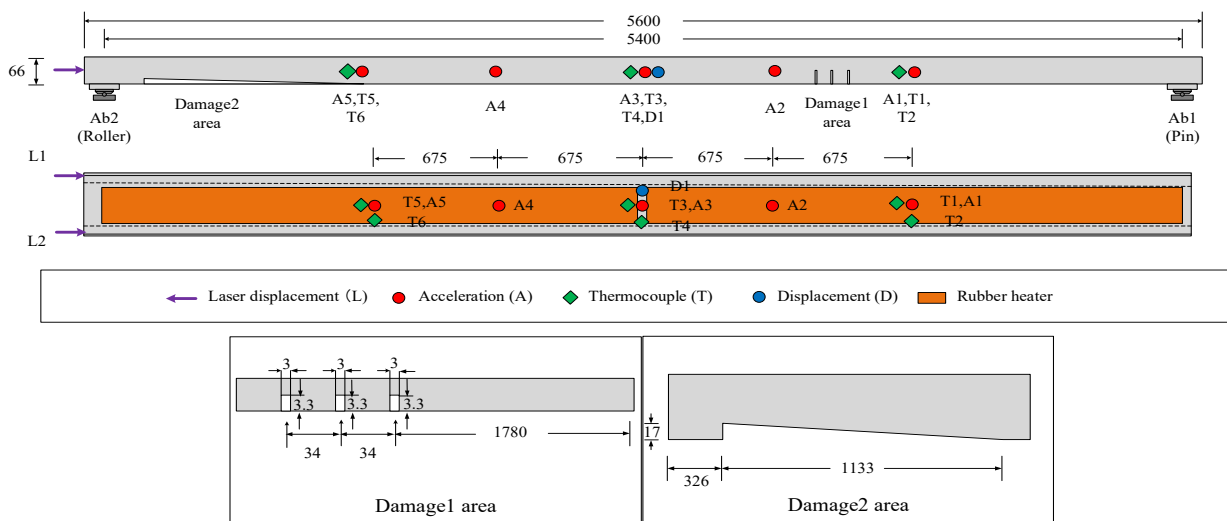 5600
5400
66
Damage2
area
A5,T5,
T6
A4
A3,T3,
T4,D1
A2
Damage1
area
A1,T1,
T2
Ab2
(Roller)
Ab1
(Pin)
675 675 675 675
L1
L2
D1
T5,A5
T6
A4
T3,A3
T4
A2
T1,A1
T2
Laser displacement (L)
Acceleration (A)
Thermocouple (T)
Displacement (D)
Rubber heater
3 3 3
3.3 3.3 3.3
34 34 1780
Damage1 area
17
326 1133
Damage2 area